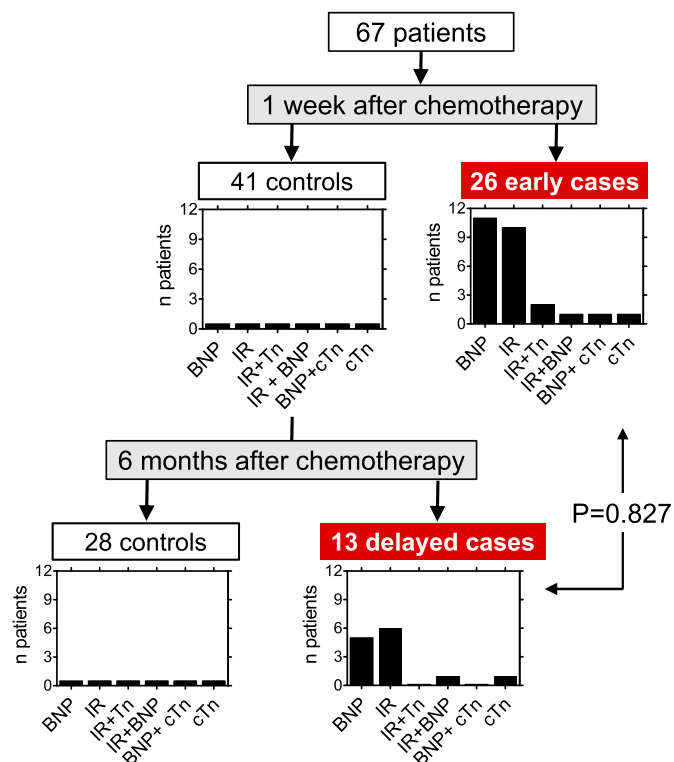 67 patients
1 week after chemotherapy
41 controls
26 early cases
n patients
12
9
6
3
0
BNP
IR
IR+Tn
IR + BNP
BNP+cTn
cTn
n patients
12
9
6
3
0
BNP
IR
IR+Tn
IR+BNP
BNP+ cTn
cTn
6 months after chemotherapy
P=0.827
28 controls
13 delayed cases
n patients
12
9
6
3
0
BNP
IR
IR+Tn
IR+BNP
BNP+ cTn
cTn
n patients
12
9
6
3
0
BNP
IR
IR+Tn
IR+BNP
BNP+ cTn
cTn